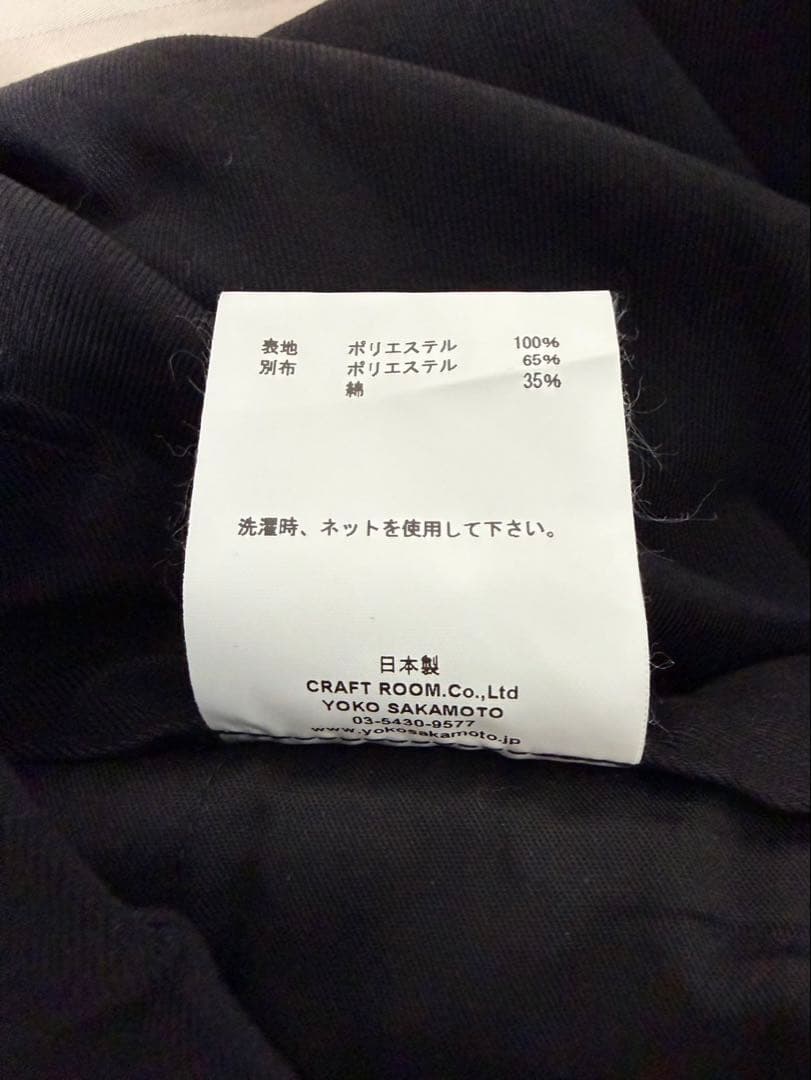 表地 ポリエステル 100%
別布 ポリエステル 65%
綿 35%
洗濯時、ネットを使用して下さい。
日本製
CRAFT ROOM.Co.,Ltd
YOKO SAKAMOTO
03-5430-9577
www.yokosakamoto.jp